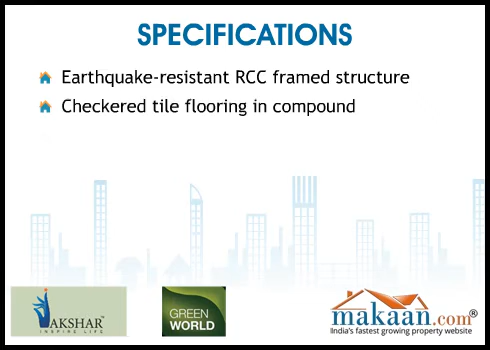 SPECIFICATIONS
Earthquake-resistant RCC framed structure
Checkered tile flooring in compound
AKSHAR™
INSPIRE LIFE
GREEN
WORLD
makaan.com®
India's fastest growing property website